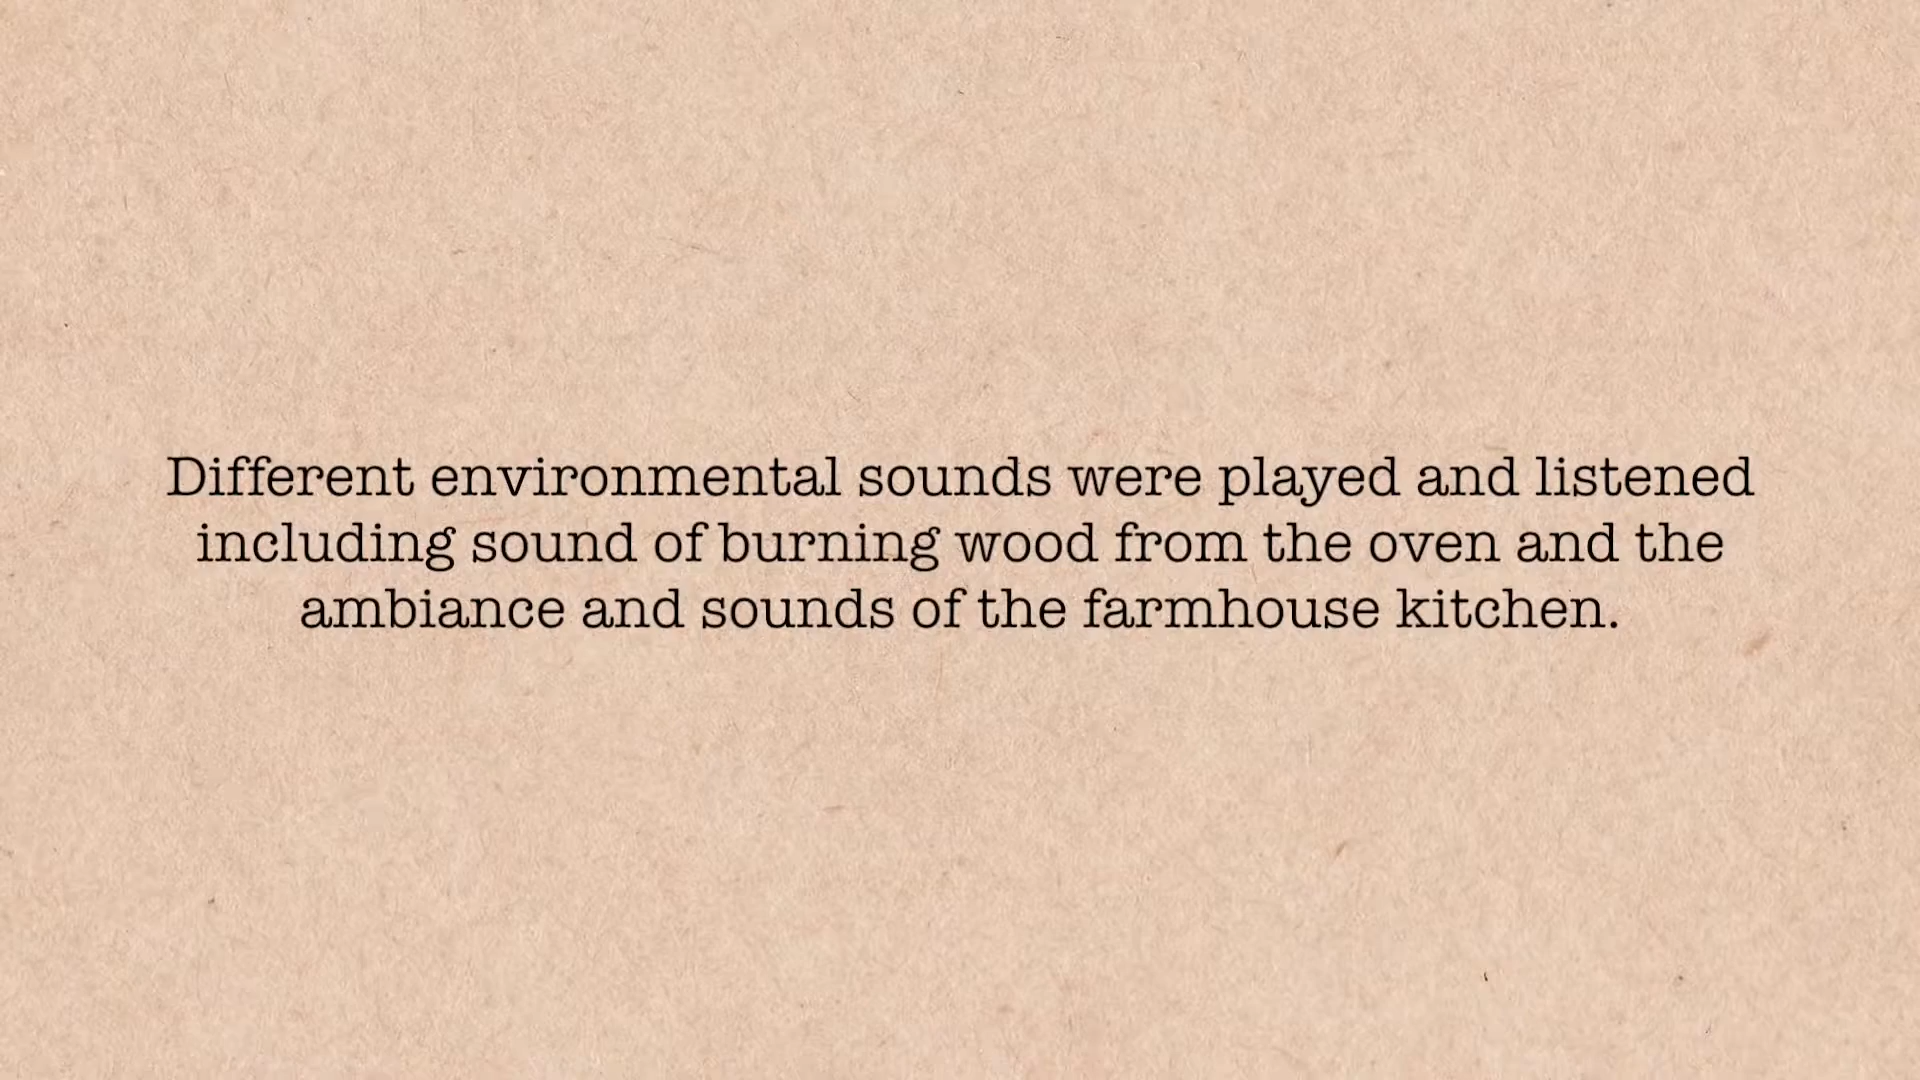 Different environmental sounds were played and listened
including sound of burning wood from the oven and the
ambiance and sounds of the farmhouse kitchen.